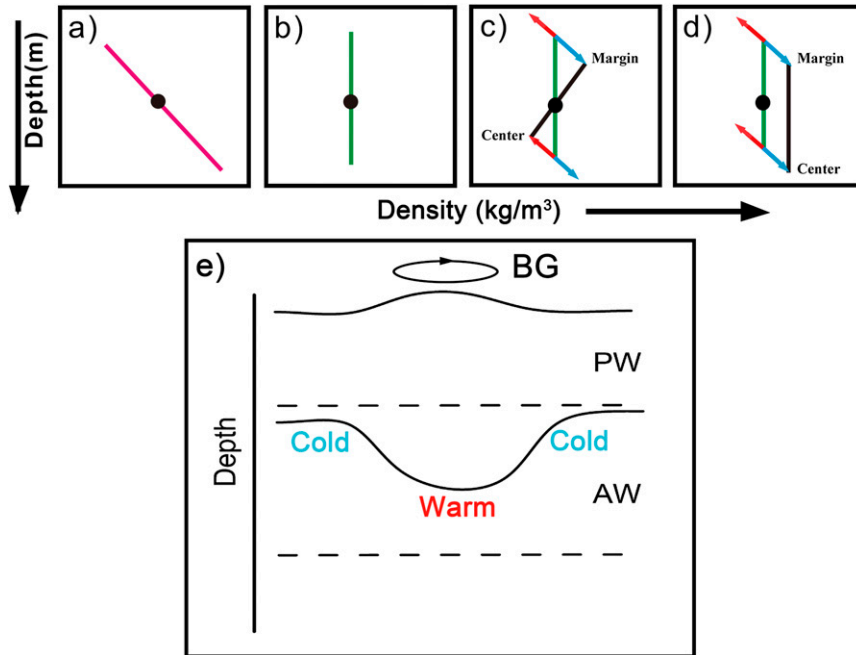 a)
b)
c)
d)
Depth(m)
Margin
Center
Margin
Center
Density (kg/m³)
e)
BG
PW
Cold
Cold
Warm
AW
Depth